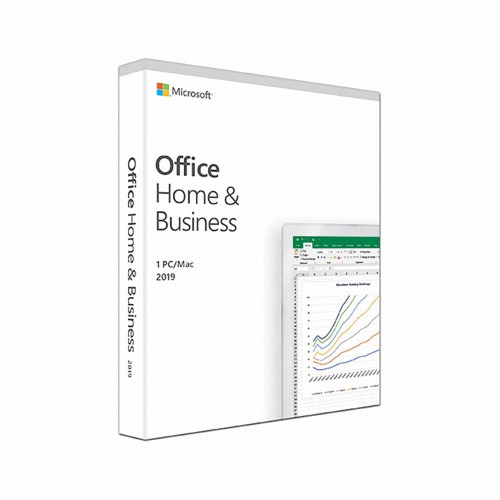 Microsoft
Office
Home &
Business
1 PC/Mac
2019
Office Home & Business
2019